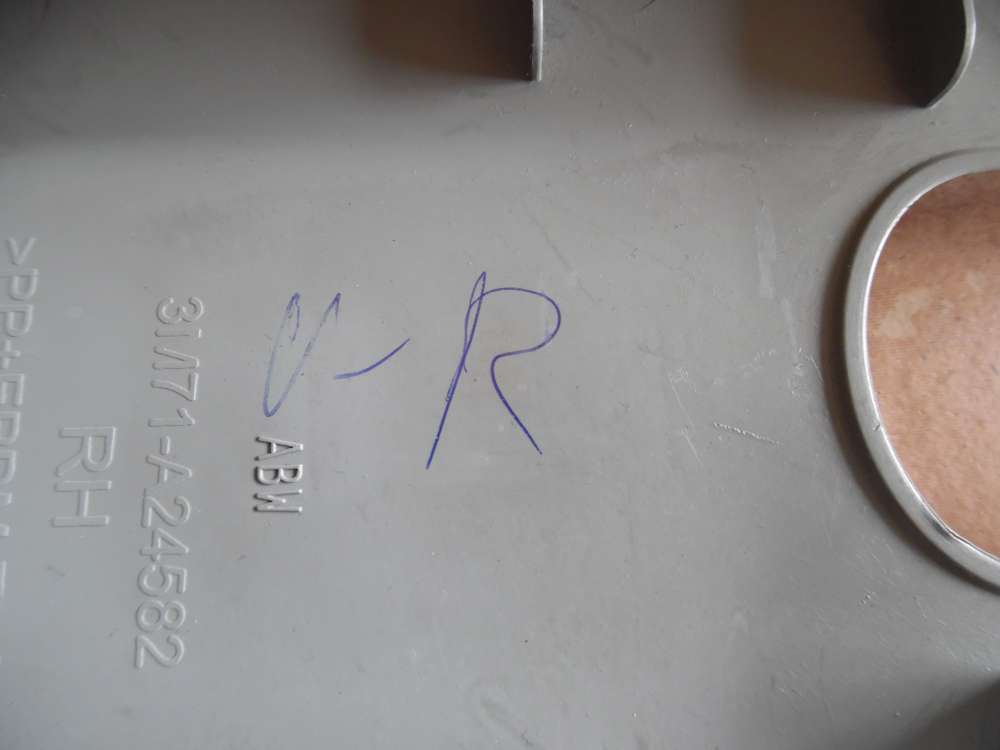 V-R
ABW
3M71-A24582
RH
>PP+EPDM-T